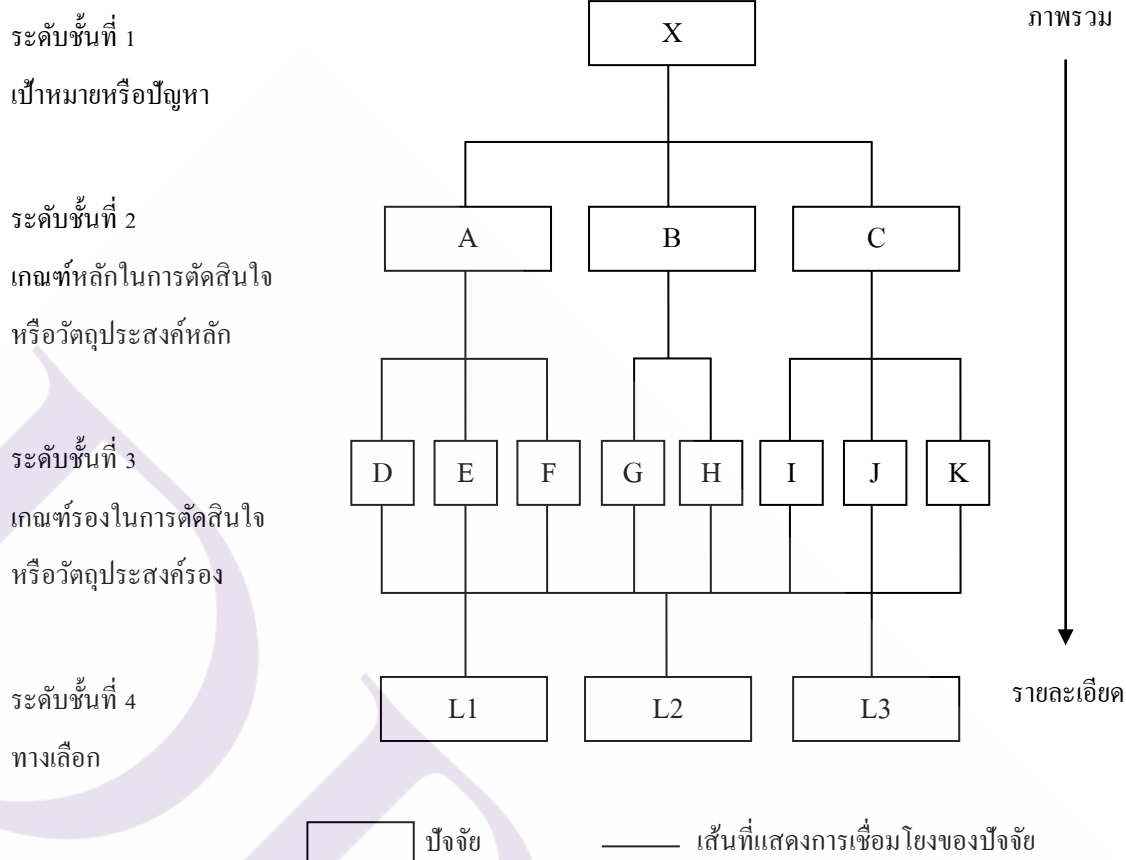 ภาพรวม
ระดับชั้นที่ 1
X
เป้าหมายหรือปัญหา
ระดับชั้นที่ 2
A B C
เกณฑ์หลักในการตัดสินใจ
หรือวัตถุประสงค์หลัก
ระดับชั้นที่ 3
D E F G H I J K
เกณฑ์รองในการตัดสินใจ
หรือวัตถุประสงค์รอง
ระดับชั้นที่ 4
L1 L2 L3
รายละเอียด
ทางเลือก
ปัจจัย
เส้นที่แสดงการเชื่อมโยงของปัจจัย